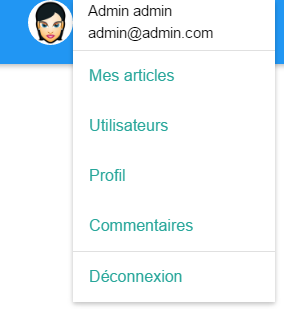 Admin admin
admin@admin.com
Mes articles
Utilisateurs
Profil
Commentaires
Déconnexion